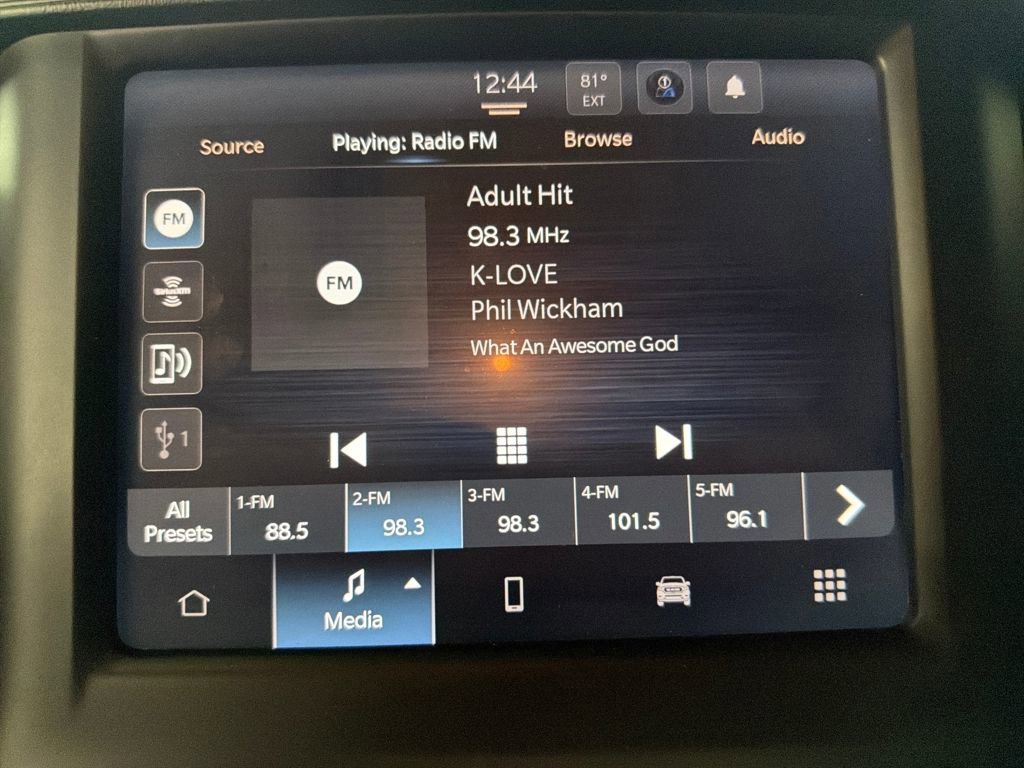 12:44
81°
EXT
Source
Playing: Radio FM
Browse
Audio
FM
SiriusXM
1
FM
Adult Hit
98.3 MHz
K-LOVE
Phil Wickham
What An Awesome God
All
Presets
1-FM
88.5
2-FM
98.3
3-FM
98.3
4-FM
101.5
5-FM
96.1
Media